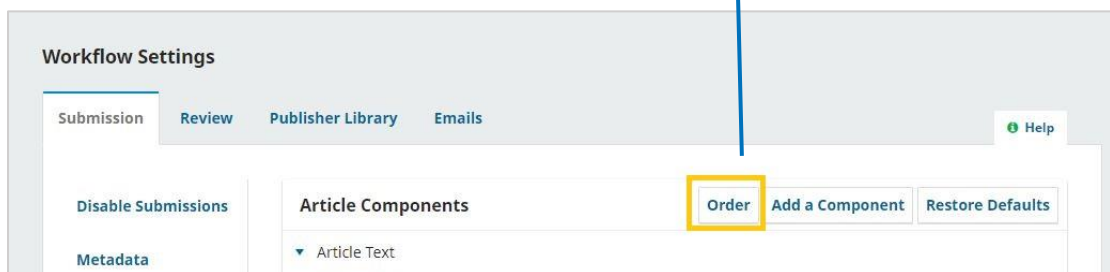 Workflow Settings
Submission Review Publisher Library Emails
Help
Disable Submissions
Metadata
Article Components Order Add a Component Restore Defaults
Article Text